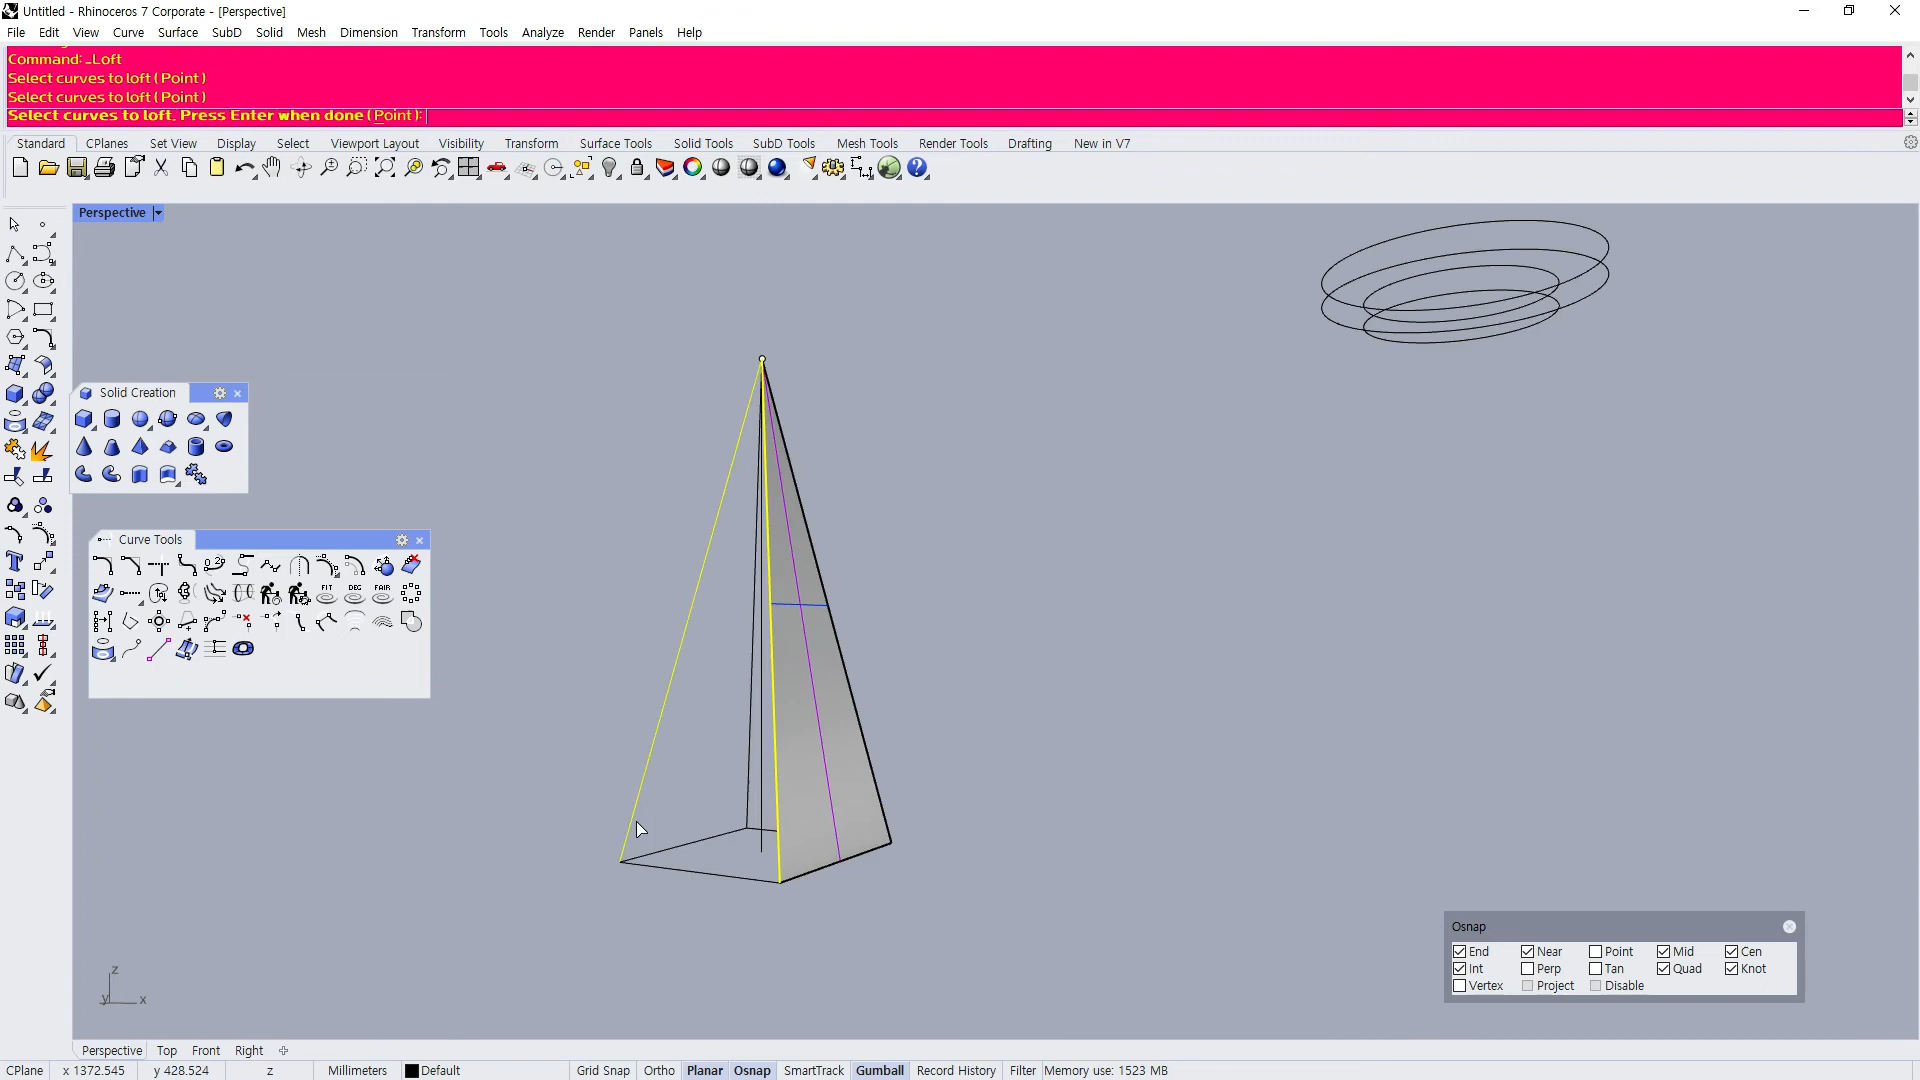 Untitled - Rhinoceros 7 Corporate - [Perspective]
File Edit View Curve Surface SubD Solid Mesh Dimension Transform Tools Analyze Render Panels Help
Command: _Loft
Select curves to loft ( Point )
Select curves to loft ( Point )
Select curves to loft. Press Enter when done ( Point ):
Standard CPlanes Set View Display Select Viewport Layout Visibility Transform Surface Tools Solid Tools SubD Tools Mesh Tools Render Tools Drafting New in V7
Perspective
Solid Creation
Curve Tools
FIT DEG FAIR
Osnap
End Near Point Mid Cen
Int Perp Tan Quad Knot
Vertex Project Disable
z
y x
Perspective Top Front Right
CPlane x 1372.545 y 428.524 z Millimeters Default Grid Snap Ortho Planar Osnap SmartTrack Gumball Record History Filter Memory use: 1523 MB